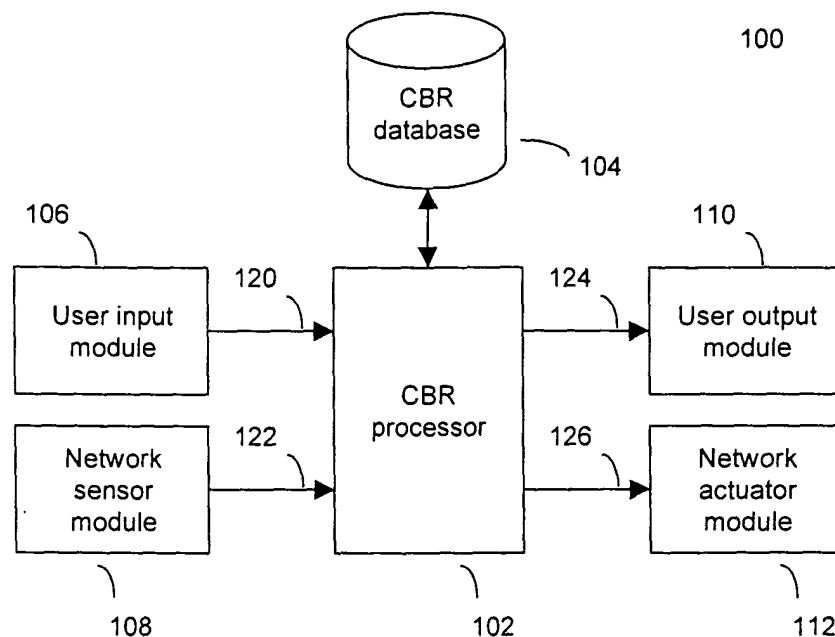 100
CBR
database
104
106
110
120
124
User input
module
User output
module
CBR
processor
122
126
Network
sensor
module
Network
actuator
module
108
102
112